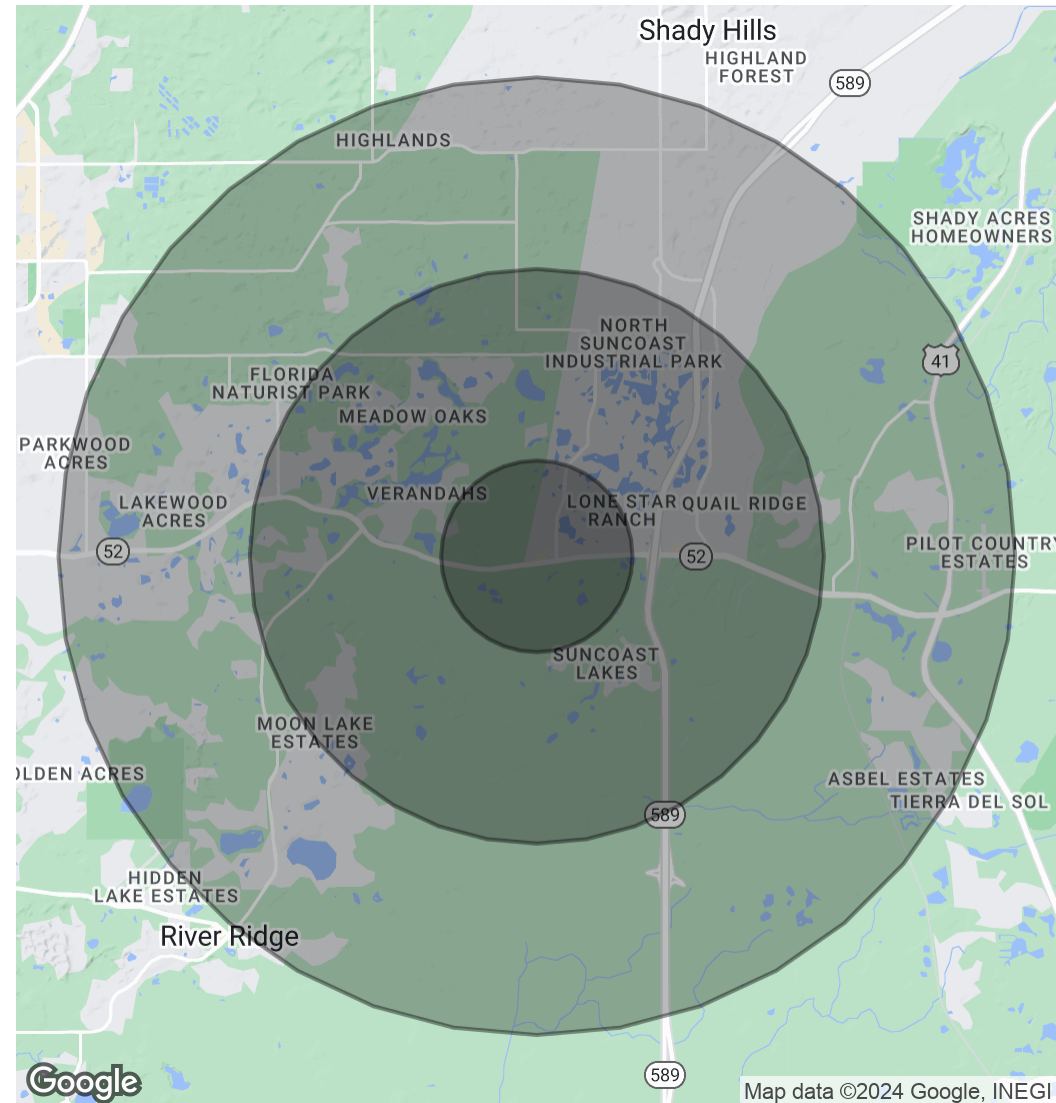 Shady Hills
HIGHLAND
FOREST
589
HIGHLANDS
SHADY ACRES
HOMEOWNERS
NORTH
SUNCOAST
INDUSTRIAL PARK
41
FLORIDA
NATURIST PARK
MEADOW OAKS
PARKWOOD
ACRES
VERANDAHS
LAKEWOOD
ACRES
LONE STAR
RANCH
QUAIL RIDGE
52
52
PILOT COUNTRY
ESTATES
SUNCOAST
LAKES
MOON LAKE
ESTATES
OLDEN ACRES
ASBEL ESTATES
TIERRA DEL SOL
589
HIDDEN
LAKE ESTATES
River Ridge
589
Google
Map data ©2024 Google, INEGI